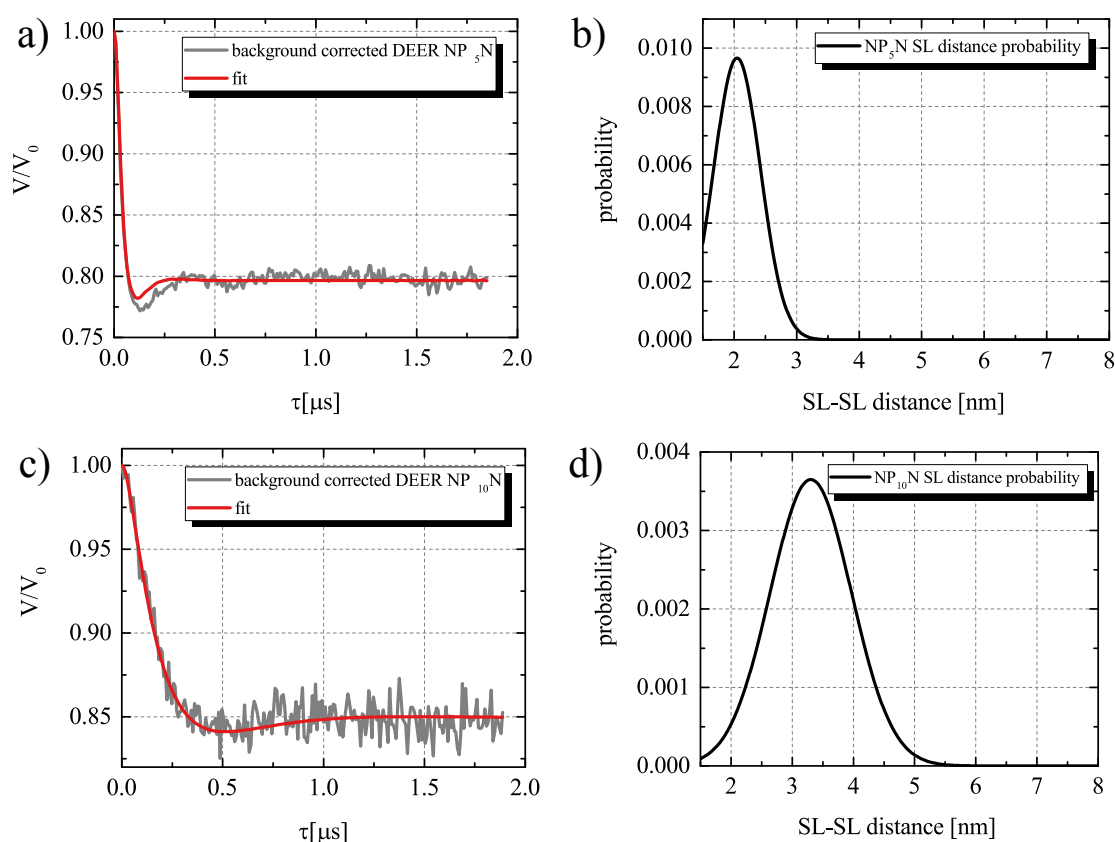 a)
background corrected DEER NP 5N
fit
V/V0
1.00
0.95
0.90
0.85
0.80
0.75
0.0 0.5 1.0 1.5 2.0
τ[μs]
b)
NP5N SL distance probability
probability
0.010
0.008
0.006
0.004
0.002
0.000
2 3 4 5 6 7 8
SL-SL distance [nm]
c)
background corrected DEER NP 10N
fit
V/V0
1.00
0.95
0.90
0.85
0.0 0.5 1.0 1.5 2.0
τ[μs]
d)
NP10N SL distance probability
probability
0.004
0.003
0.002
0.001
0.000
2 3 4 5 6 7 8
SL-SL distance [nm]